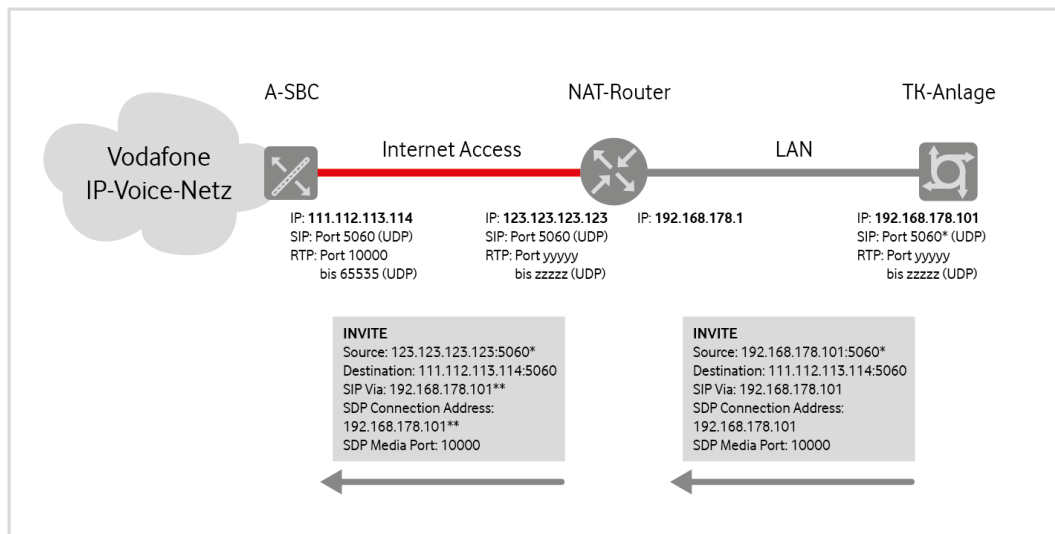 A-SBC
NAT-Router
TK-Anlage
Vodafone
IP-Voice-Netz
Internet Access
LAN
IP: 111.112.113.114
SIP: Port 5060 (UDP)
RTP: Port 10000
bis 65535 (UDP)
IP: 123.123.123.123
SIP: Port 5060 (UDP)
RTP: Port yyyyy
bis zzzzz (UDP)
IP: 192.168.178.1
IP: 192.168.178.101
SIP: Port 5060* (UDP)
RTP: Port yyyyy
bis zzzzz (UDP)
INVITE
Source: 123.123.123.123:5060*
Destination: 111.112.113.114:5060
SIP Via: 192.168.178.101**
SDP Connection Address:
192.168.178.101**
SDP Media Port: 10000
INVITE
Source: 192.168.178.101:5060*
Destination: 111.112.113.114:5060
SIP Via: 192.168.178.101
SDP Connection Address:
192.168.178.101
SDP Media Port: 10000